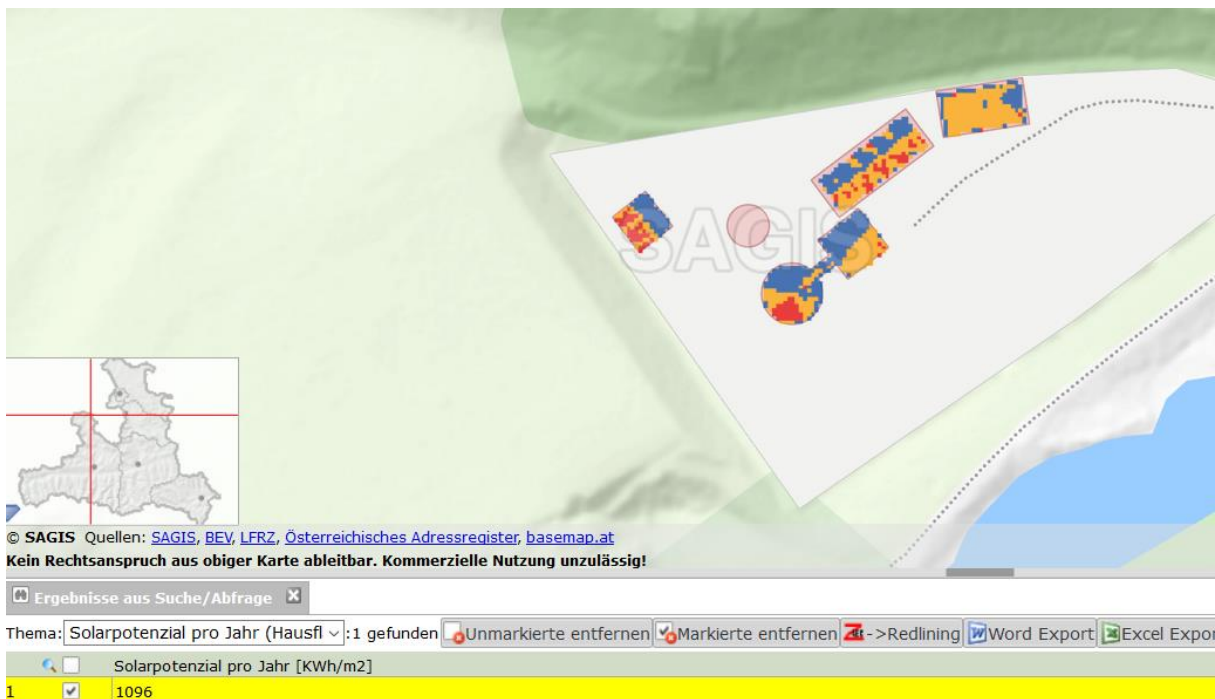 SAGIS
© SAGIS Quellen: SAGIS, BEV, LFRZ, Österreichisches Adressregister, basemap.at
Kein Rechtsanspruch aus obiger Karte ableitbar. Kommerzielle Nutzung unzulässig!
Ergebnisse aus Suche/Abfrage
Thema: Solarpotenzial pro Jahr (Hausfl :1 gefunden Unmarkierte entfernen Markierte entfernen ->Redlining Word Export Excel Expor
Solarpotenzial pro Jahr [KWh/m2]
1 1096